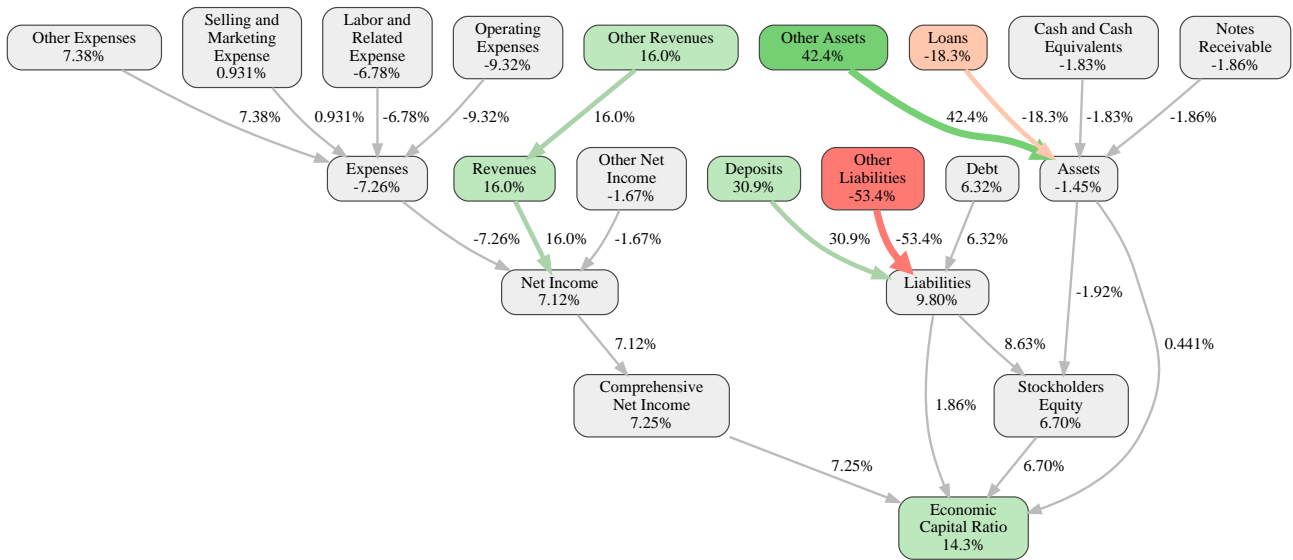 Other Expenses
7.38%
Selling and
Marketing
Expense
0.931%
Labor and
Related
Expense
-6.78%
Operating
Expenses
-9.32%
Other Revenues
16.0%
Other Assets
42.4%
Loans
-18.3%
Cash and Cash
Equivalents
-1.83%
Notes
Receivable
-1.86%
7.38%
0.931%
-6.78%
-9.32%
16.0%
42.4%
-18.3%
-1.83%
-1.86%
Expenses
-7.26%
Revenues
16.0%
Other Net
Income
-1.67%
Deposits
30.9%
Other
Liabilities
-53.4%
Debt
6.32%
Assets
-1.45%
-7.26%
16.0%
-1.67%
30.9%
-53.4%
6.32%
Net Income
7.12%
Liabilities
9.80%
-1.92%
7.12%
8.63%
0.441%
Comprehensive
Net Income
7.25%
1.86%
Stockholders
Equity
6.70%
7.25%
6.70%
Economic
Capital Ratio
14.3%